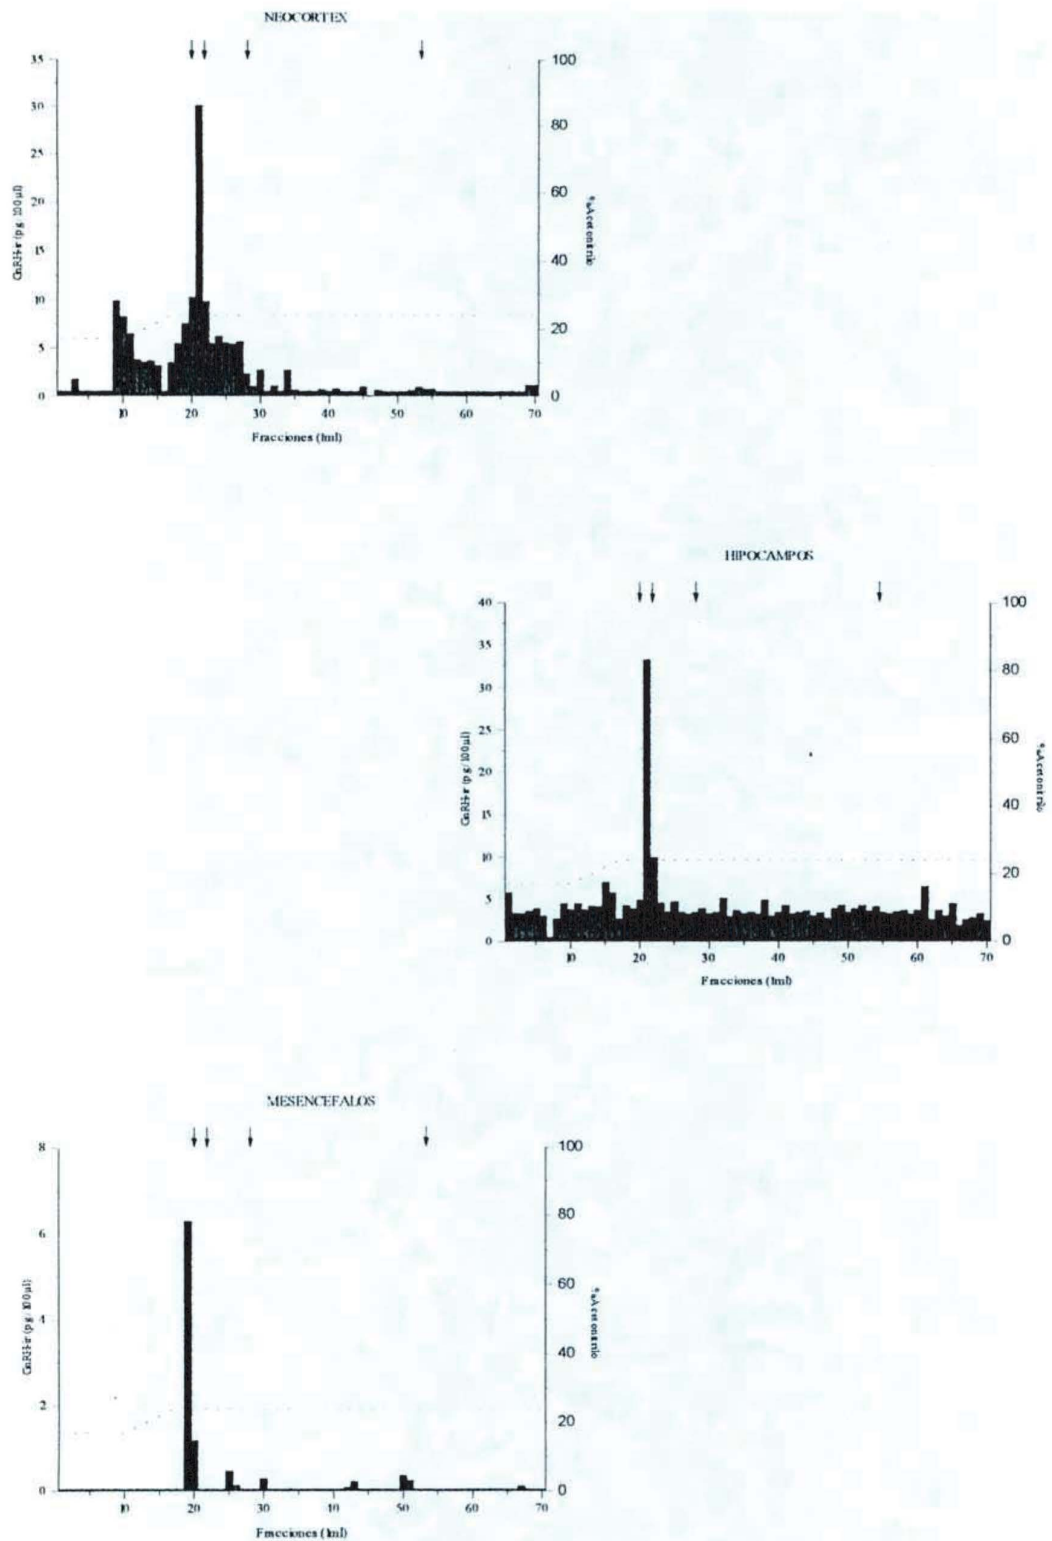 NEOCORTEX
35
30
25
20
15
10
5
0
GnRH-ir (pg/100µl)
100
80
60
40
20
0
%Acetonitrilo
10 20 30 40 50 60 70
Fracciones (1ml)
HIPOCAMPOS
40
35
30
25
20
15
10
5
0
GnRH-ir (pg/100µl)
100
80
60
40
20
0
%Acetonitrilo
10 20 30 40 50 60 70
Fracciones (1ml)
MESENCEFALOS
8
6
4
2
0
GnRH-ir (pg/100µl)
100
80
60
40
20
0
%Acetonitrilo
10 20 30 40 50 60 70
Fracciones (1ml)